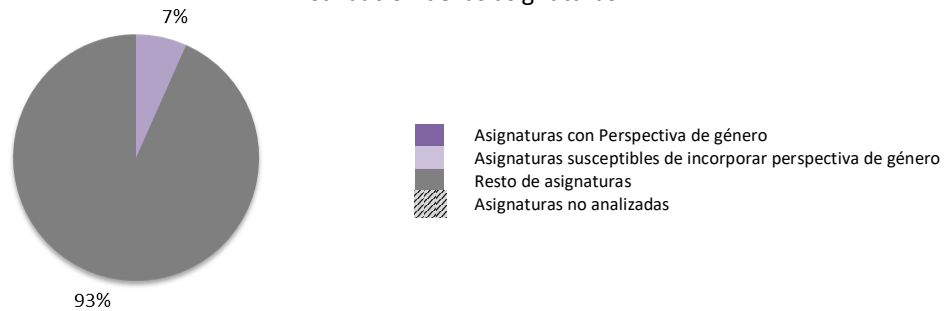 7%
Asignaturas con Perspectiva de género
Asignaturas susceptibles de incorporar perspectiva de género
Resto de asignaturas
Asignaturas no analizadas
93%